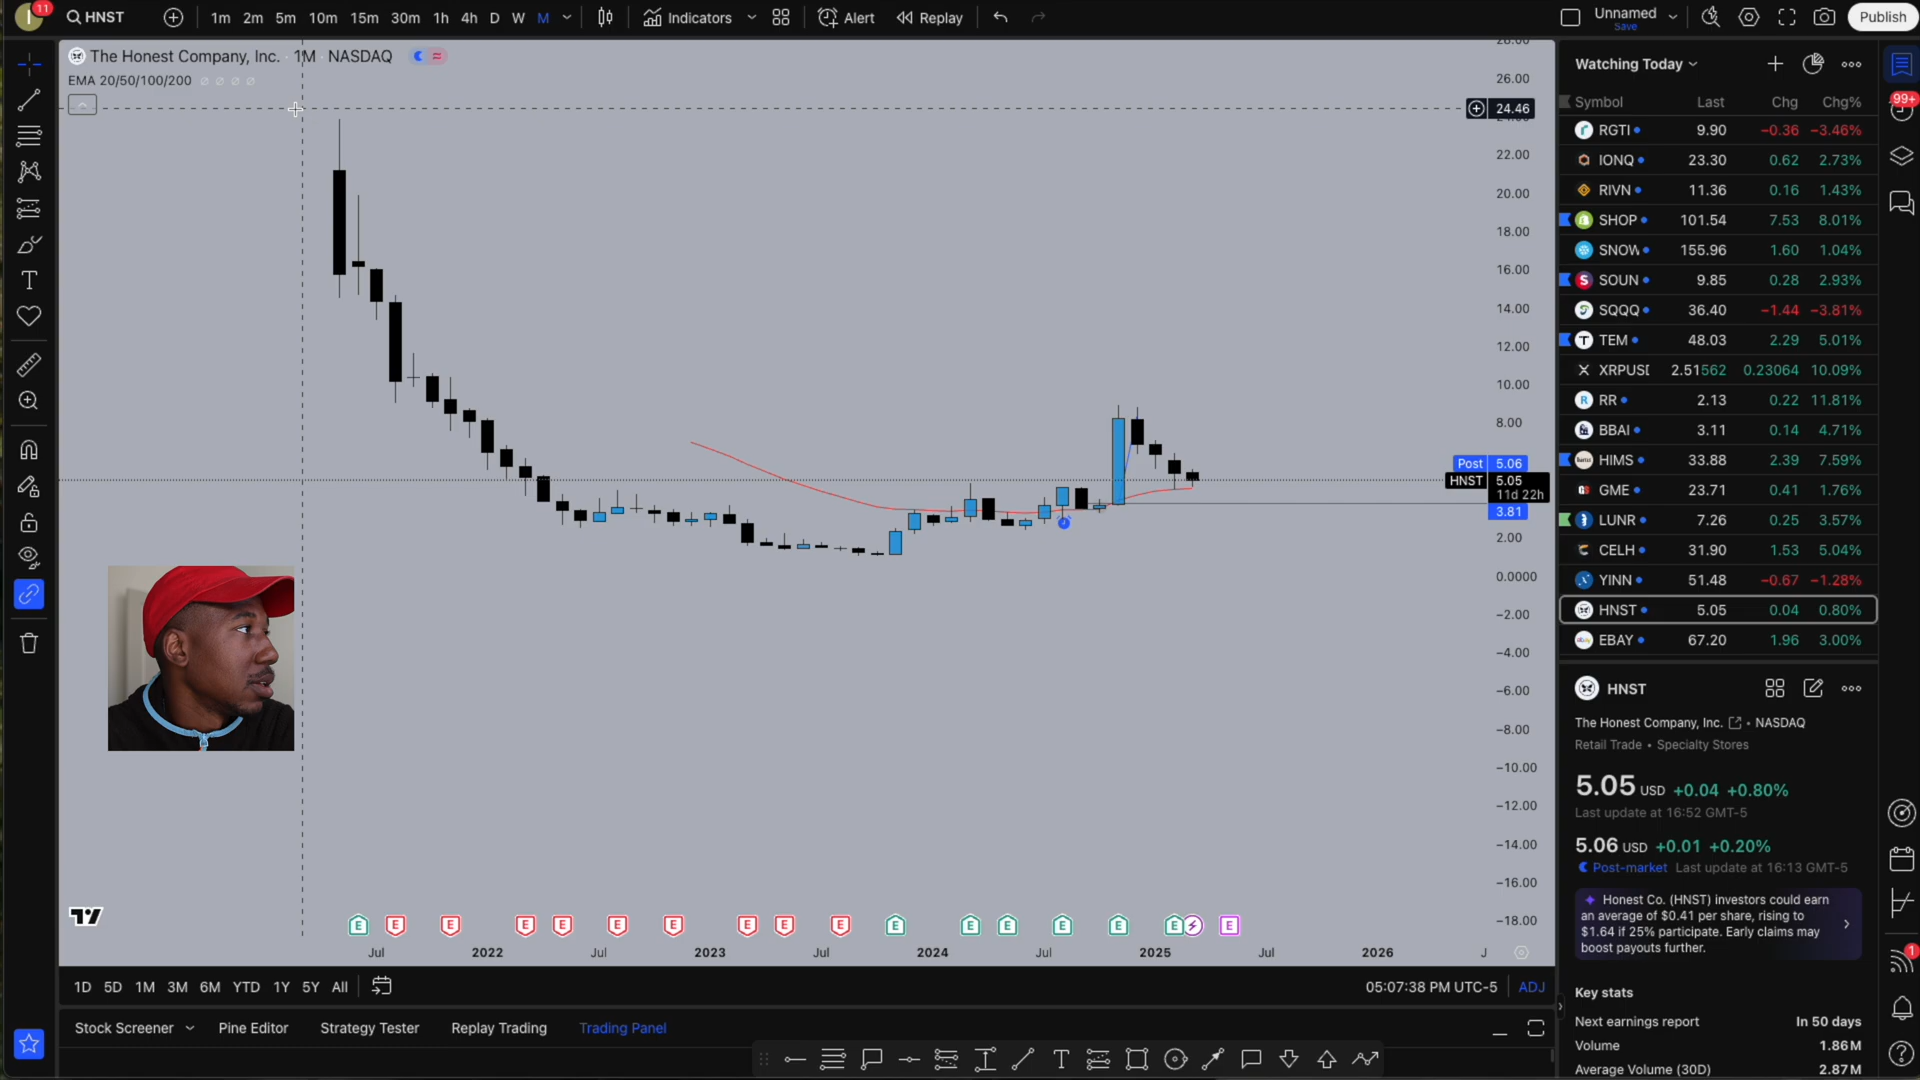 11
HNST
1m 2m 5m 10m 15m 30m 1h 4h D W M
Indicators
Alert
Replay
Unnamed
Save
Publish
The Honest Company, Inc. · 1M · NASDAQ
EMA 20/50/100/200
26.00
24.46
22.00
20.00
18.00
16.00
14.00
12.00
10.00
8.00
Post 5.06
HNST 5.05
11d 22h
3.81
2.00
0.0000
−2.00
−4.00
−6.00
−8.00
−10.00
−12.00
−14.00
−16.00
−18.00
E E E E E E E E E E E E E E E E E
Jul 2022 Jul 2023 Jul 2024 Jul 2025 Jul 2026 J
1D 5D 1M 3M 6M YTD 1Y 5Y All
05:07:38 PM UTC-5 ADJ
Stock Screener Pine Editor Strategy Tester Replay Trading Trading Panel
Watching Today
99+
Symbol Last Chg Chg%
RGTI 9.90 −0.36 −3.46%
IONQ 23.30 0.62 2.73%
RIVN 11.36 0.16 1.43%
SHOP 101.54 7.53 8.01%
SNOW 155.96 1.60 1.04%
SOUN 9.85 0.28 2.93%
SQQQ 36.40 −1.44 −3.81%
TEM 48.03 2.29 5.01%
XRPUSD 2.51562 0.23064 10.09%
RR 2.13 0.22 11.81%
BBAI 3.11 0.14 4.71%
HIMS 33.88 2.39 7.59%
GME 23.71 0.41 1.76%
LUNR 7.26 0.25 3.57%
CELH 31.90 1.53 5.04%
YINN 51.48 −0.67 −1.28%
HNST 5.05 0.04 0.80%
EBAY 67.20 1.96 3.00%
HNST
The Honest Company, Inc. • NASDAQ
Retail Trade • Specialty Stores
5.05 USD +0.04 +0.80%
Last update at 16:52 GMT-5
5.06 USD +0.01 +0.20%
Post-market Last update at 16:13 GMT-5
Honest Co. (HNST) investors could earn
an average of $0.41 per share, rising to
$1.64 if 25% participate. Early claims may
boost payouts further.
1
Key stats
Next earnings report In 50 days
Volume 1.86M
Average Volume (30D) 2.87M